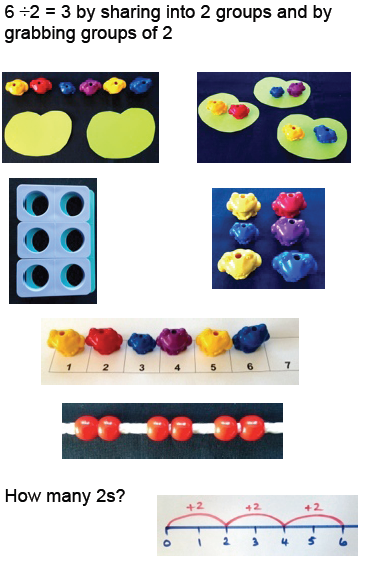 6 ÷2 = 3 by sharing into 2 groups and by
grabbing groups of 2
1 2 3 4 5 6 7
How many 2s?
+2 +2 +2
0 1 2 3 4 5 6